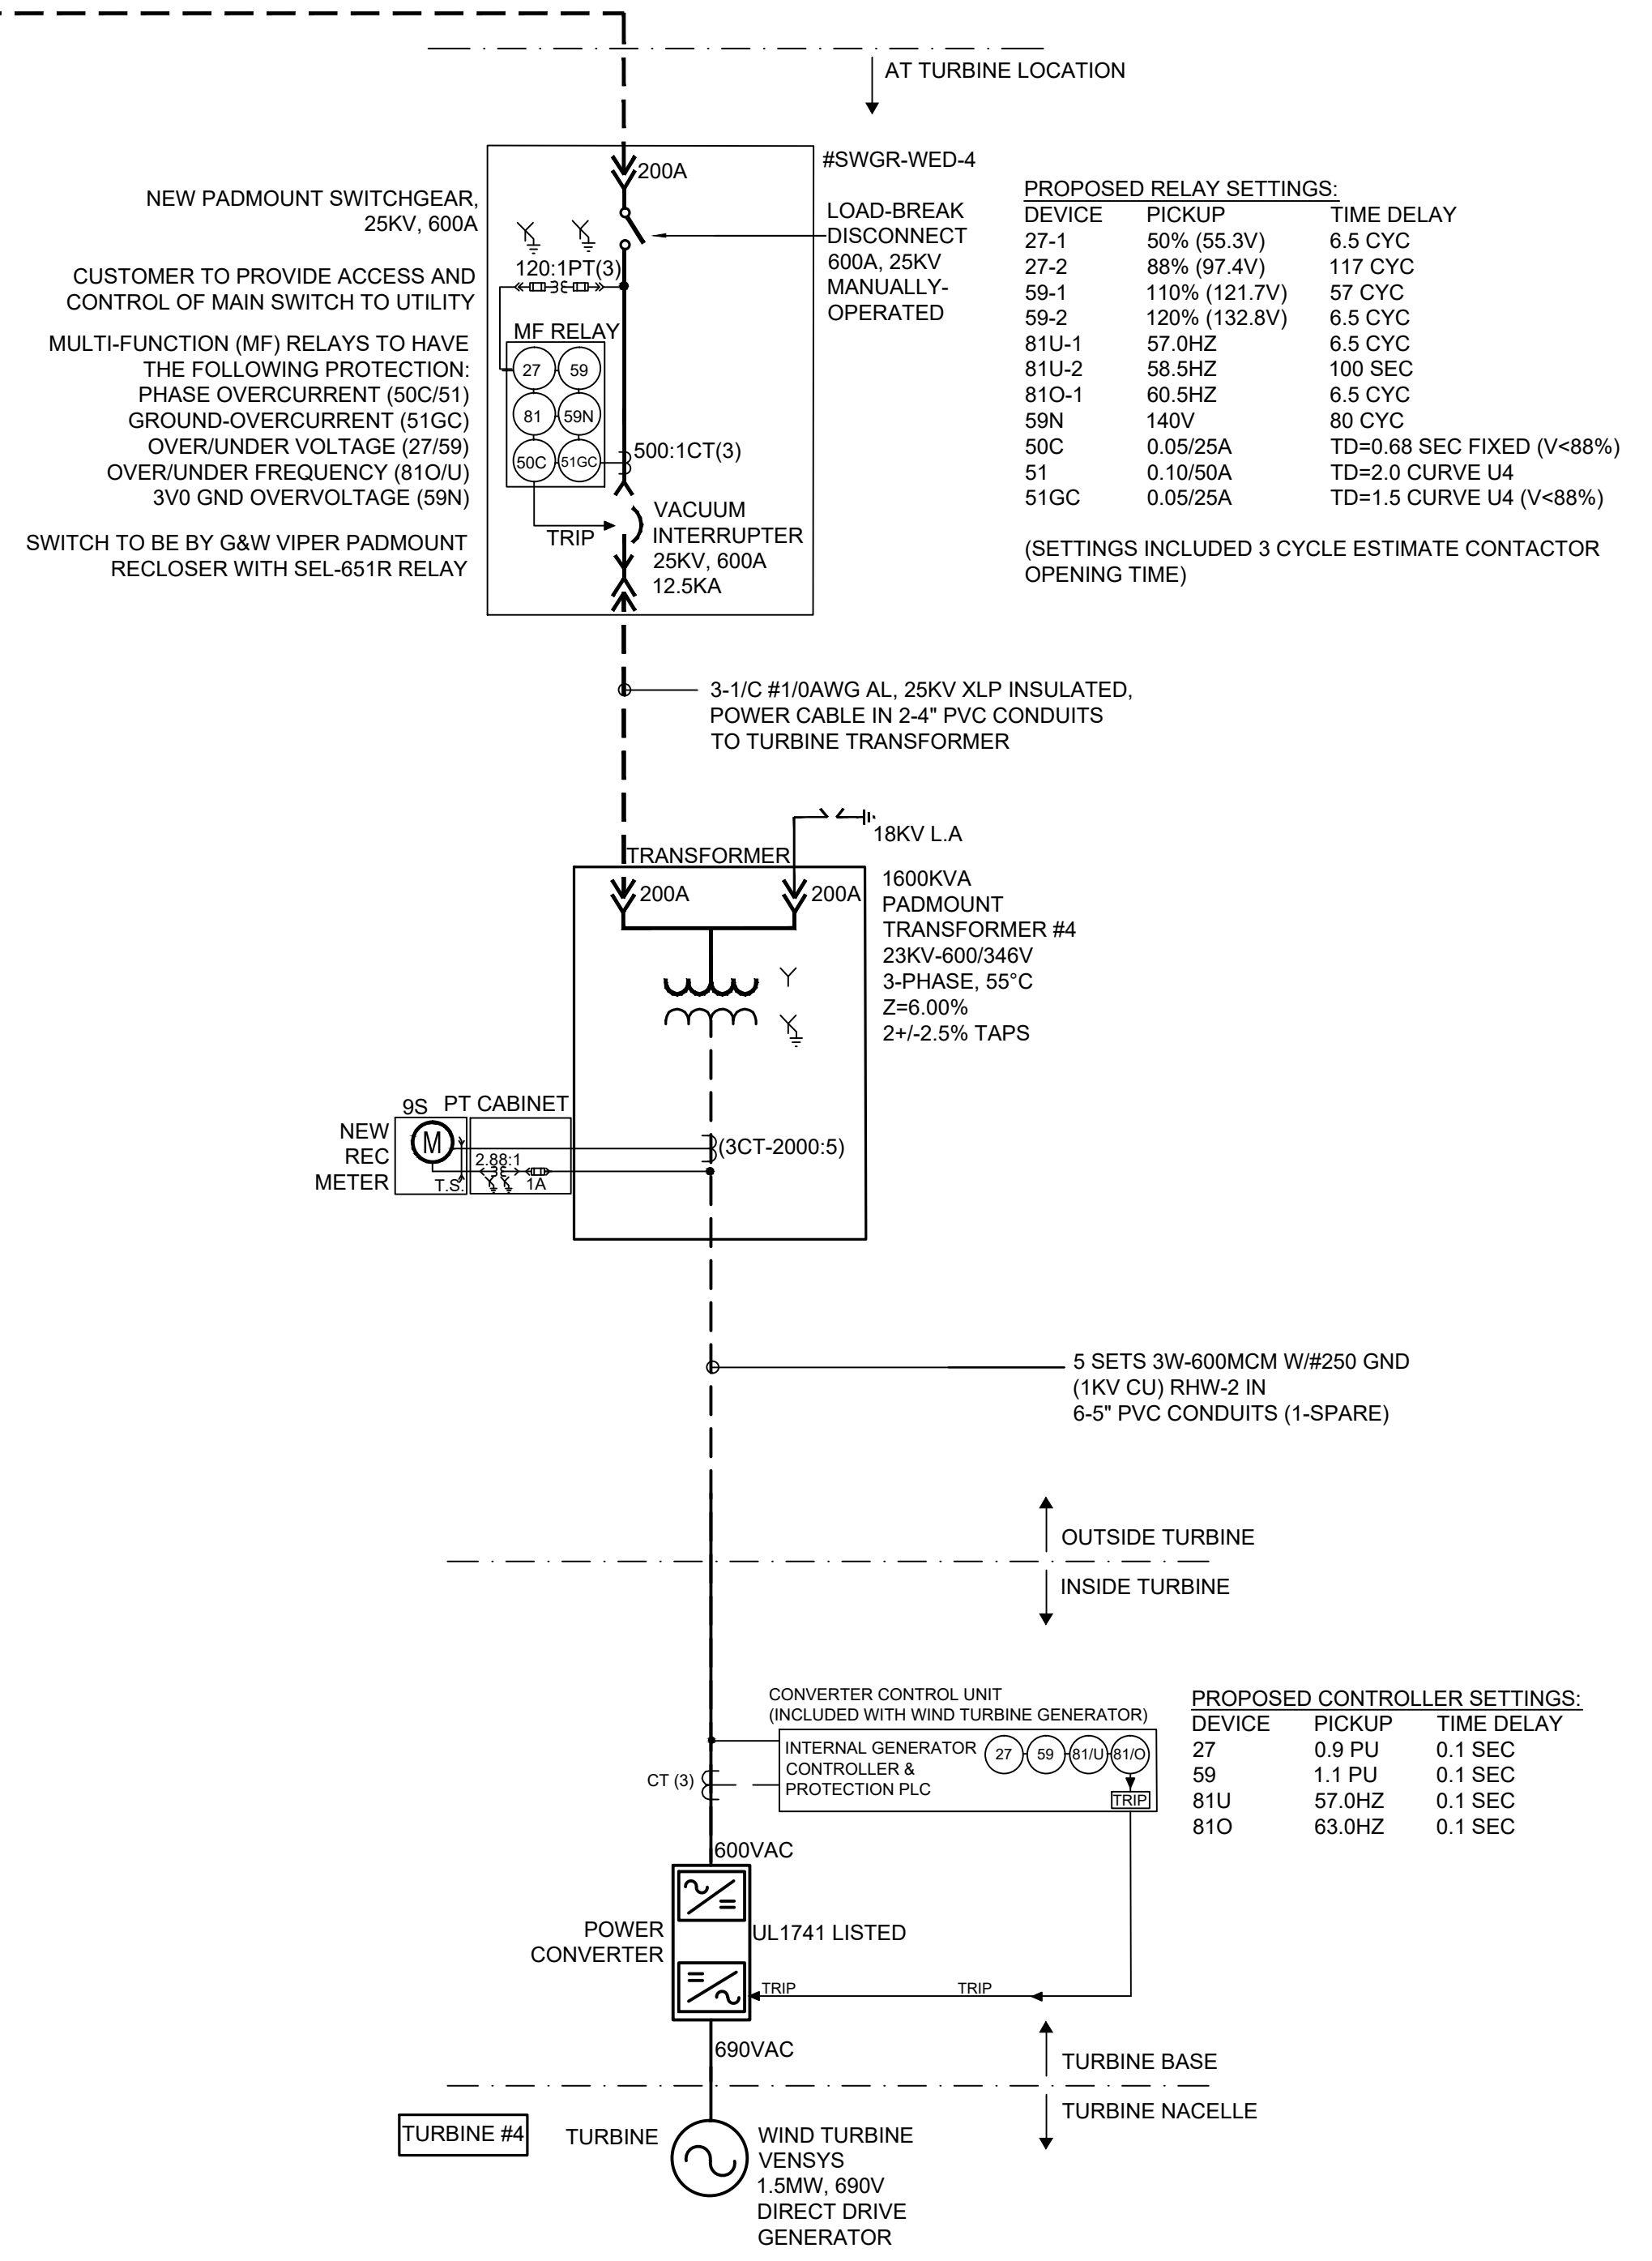 AT TURBINE LOCATION
#SWGR-WED-4
200A
NEW PADMOUNT SWITCHGEAR,
25KV, 600A
CUSTOMER TO PROVIDE ACCESS AND
CONTROL OF MAIN SWITCH TO UTILITY
MULTI-FUNCTION (MF) RELAYS TO HAVE
THE FOLLOWING PROTECTION:
PHASE OVERCURRENT (50C/51)
GROUND-OVERCURRENT (51GC)
OVER/UNDER VOLTAGE (27/59)
OVER/UNDER FREQUENCY (81O/U)
3V0 GND OVERVOLTAGE (59N)
SWITCH TO BE BY G&W VIPER PADMOUNT
RECLOSER WITH SEL-651R RELAY
120:1PT(3)
MF RELAY
27 59
81 59N
50C 51GC
500:1CT(3)
TRIP
VACUUM
INTERRUPTER
25KV, 600A
12.5KA
LOAD-BREAK
DISCONNECT
600A, 25KV
MANUALLY-
OPERATED
PROPOSED RELAY SETTINGS:
DEVICE PICKUP TIME DELAY
27-1 50% (55.3V) 6.5 CYC
27-2 88% (97.4V) 117 CYC
59-1 110% (121.7V) 57 CYC
59-2 120% (132.8V) 6.5 CYC
81U-1 57.0HZ 6.5 CYC
81U-2 58.5HZ 100 SEC
81O-1 60.5HZ 6.5 CYC
59N 140V 80 CYC
50C 0.05/25A TD=0.68 SEC FIXED (V<88%)
51 0.10/50A TD=2.0 CURVE U4
51GC 0.05/25A TD=1.5 CURVE U4 (V<88%)
(SETTINGS INCLUDED 3 CYCLE ESTIMATE CONTACTOR
OPENING TIME)
3-1/C #1/0AWG AL, 25KV XLP INSULATED,
POWER CABLE IN 2-4" PVC CONDUITS
TO TURBINE TRANSFORMER
18KV L.A
TRANSFORMER
200A
200A
1600KVA
PADMOUNT
TRANSFORMER #4
23KV-600/346V
3-PHASE, 55°C
Z=6.00%
2+/-2.5% TAPS
9S
PT CABINET
NEW
REC
METER
M
T.S.
2.88:1
1A
(3CT-2000:5)
5 SETS 3W-600MCM W/#250 GND
(1KV CU) RHW-2 IN
6-5" PVC CONDUITS (1-SPARE)
OUTSIDE TURBINE
INSIDE TURBINE
CONVERTER CONTROL UNIT
(INCLUDED WITH WIND TURBINE GENERATOR)
INTERNAL GENERATOR
CONTROLLER &
PROTECTION PLC
27 59 81/U 81/O
TRIP
CT (3)
PROPOSED CONTROLLER SETTINGS:
DEVICE PICKUP TIME DELAY
27 0.9 PU 0.1 SEC
59 1.1 PU 0.1 SEC
81U 57.0HZ 0.1 SEC
81O 63.0HZ 0.1 SEC
600VAC
POWER
CONVERTER
UL1741 LISTED
TRIP TRIP
690VAC
TURBINE BASE
TURBINE NACELLE
TURBINE #4
TURBINE
WIND TURBINE
VENSYS
1.5MW, 690V
DIRECT DRIVE
GENERATOR